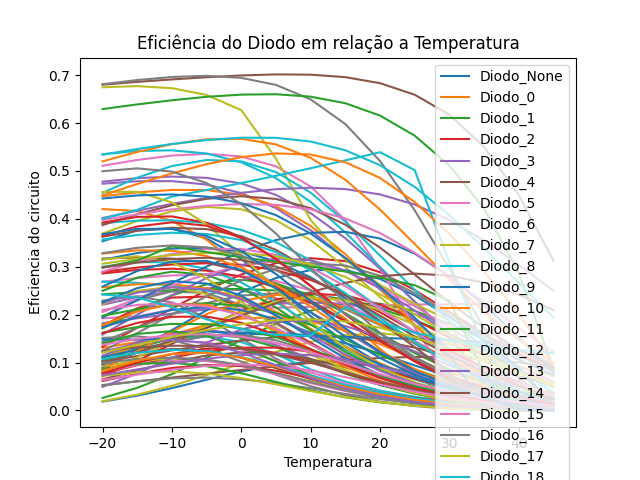 Eficiência do Diodo em relação a Temperatura
Eficiencia do circuito
0.7
0.6
0.5
0.4
0.3
0.2
0.1
0.0
−20
−10
0
10
20
30
40
Temperatura
Diodo_None
Diodo_0
Diodo_1
Diodo_2
Diodo_3
Diodo_4
Diodo_5
Diodo_6
Diodo_7
Diodo_8
Diodo_9
Diodo_10
Diodo_11
Diodo_12
Diodo_13
Diodo_14
Diodo_15
Diodo_16
Diodo_17
Diodo_18